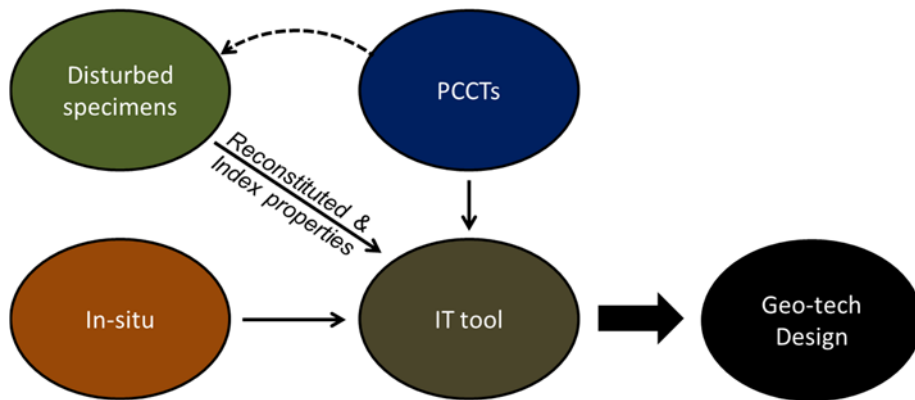 Disturbed
specimens
PCCTs
Reconstituted &
Index properties
In-situ
IT tool
Geo-tech
Design